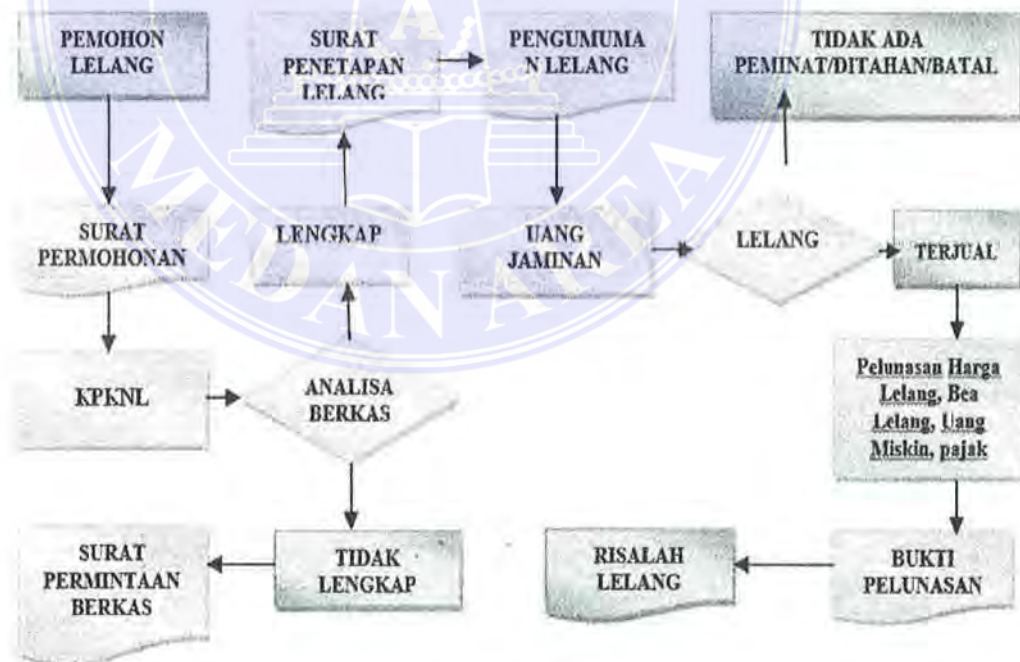 PEMOHON
LELANG
SURAT
PENETAPAN
LELANG
PENGUMUMA
N LELANG
TIDAK ADA
PEMINAT/DITAHAN/BATAL
SURAT
PERMOHONAN
LENGKAP
UANG
JAMINAN
LELANG
TERJUAL
KPKNL
ANALISA
BERKAS
Pelunasan Harga
Lelang, Bea
Lelang, Uang
Miskin, pajak
SURAT
PERMINTAAN
BERKAS
TIDAK
LENGKAP
RISALAH
LELANG
BUKTI
PELUNASAN
A
MEDAN AREA